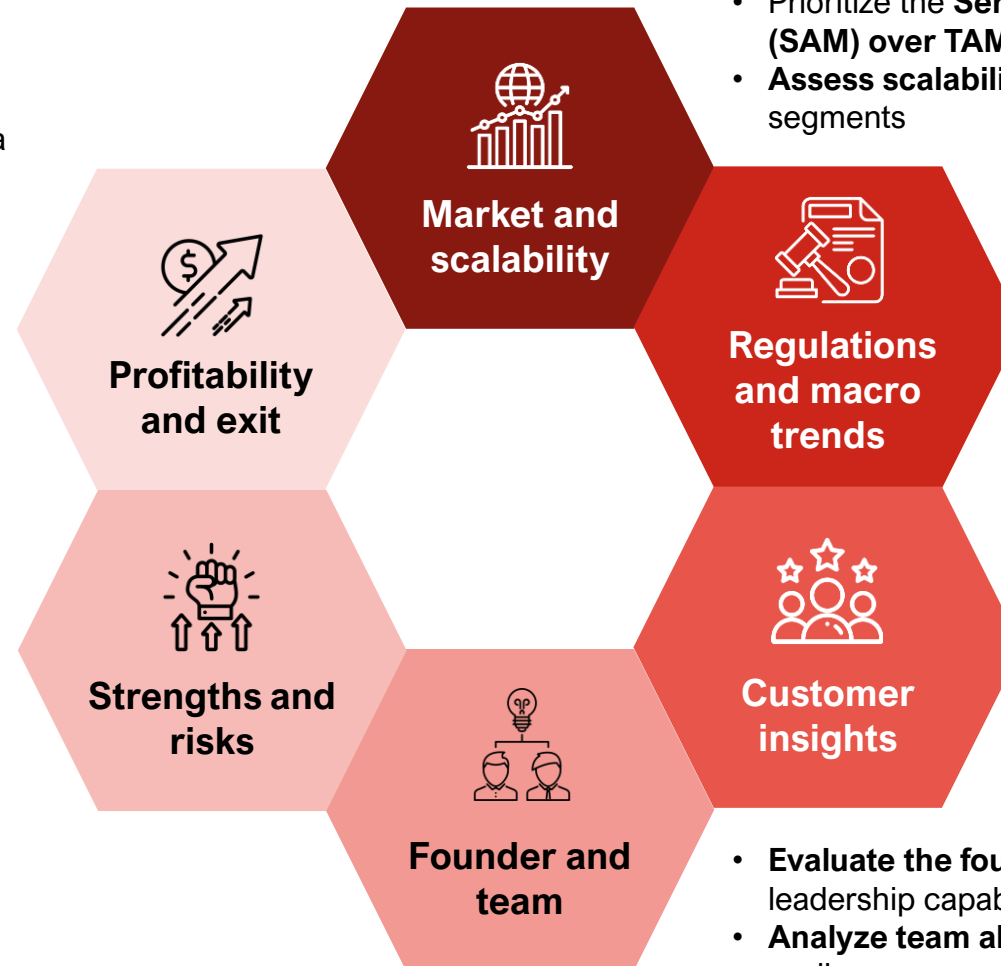 • Prioritize the
(SAM) over TAM
• Assess
segments
Market and
scalability
Profitability
and exit
Regulations
and macro
trends
Strengths and
risks
Customer
insights
Founder and
team
• Evaluate the
leadership
• Analyze team